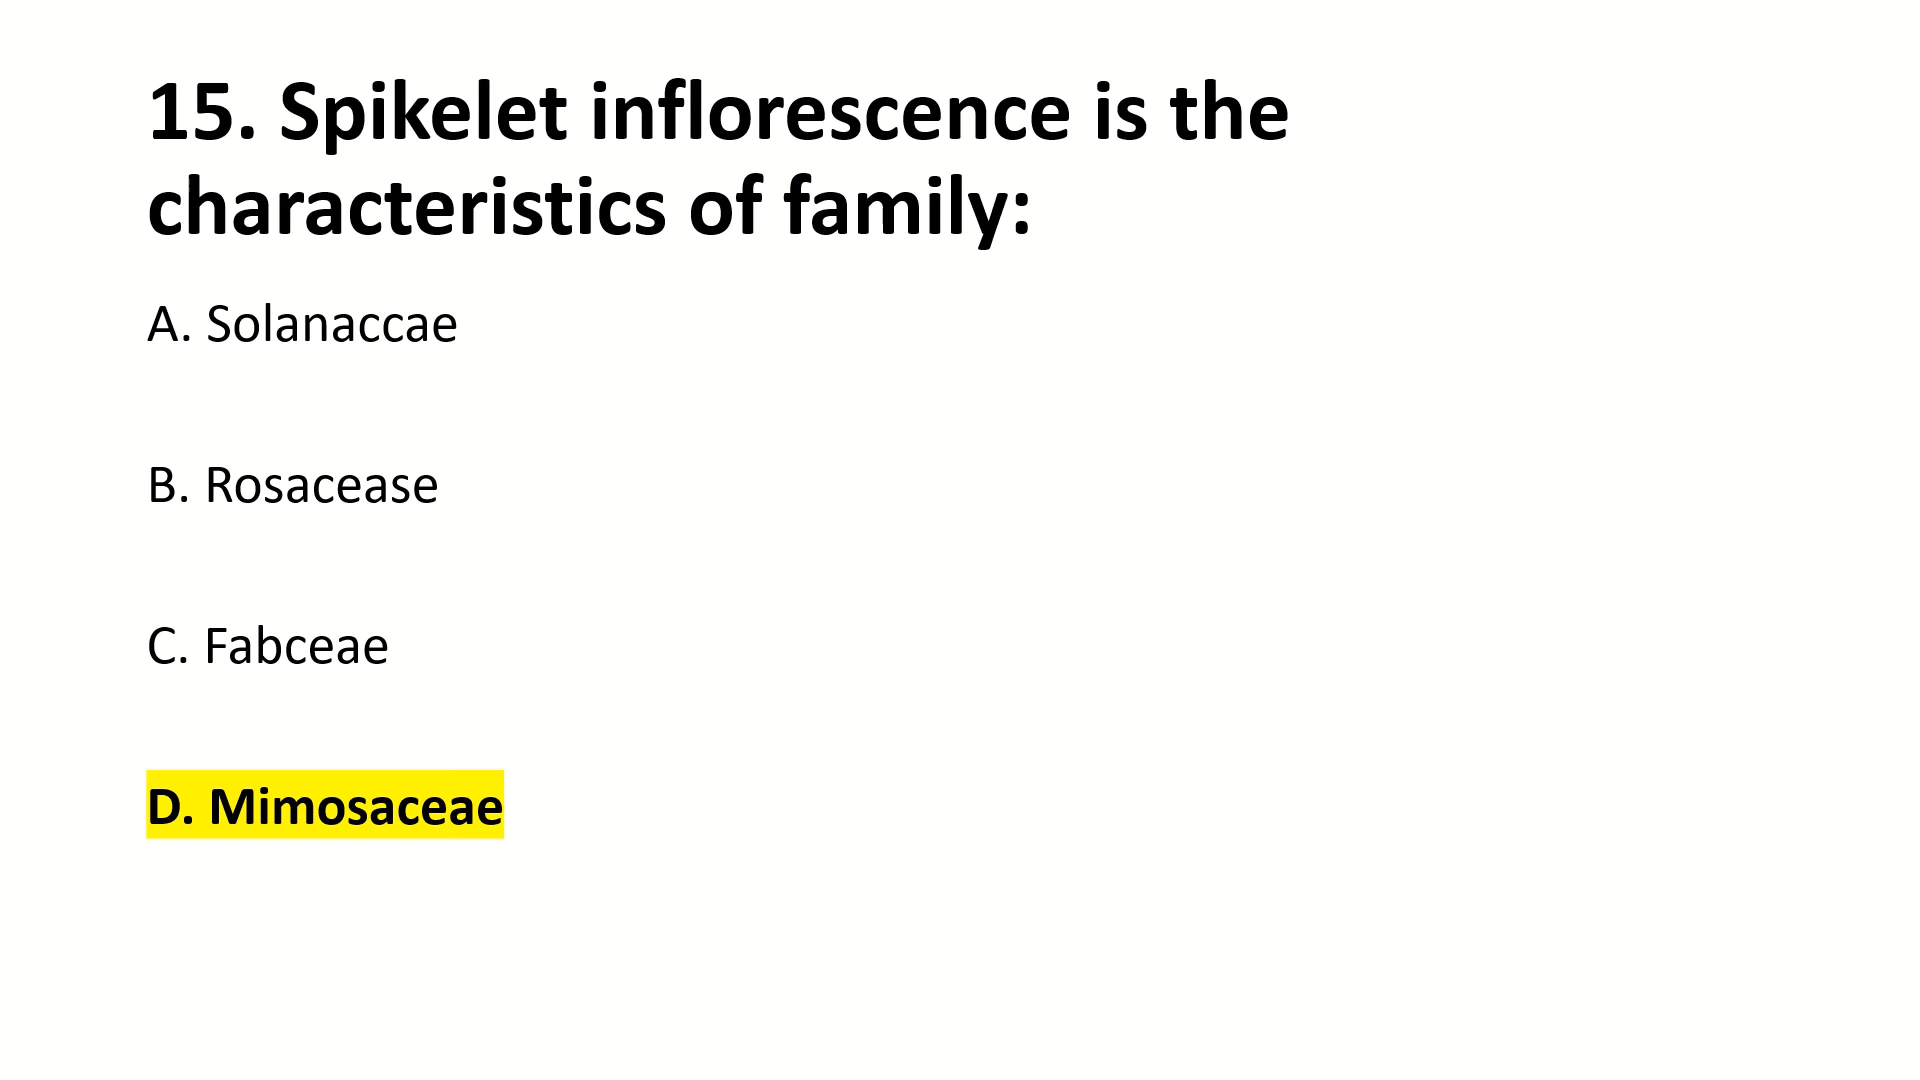 15. Spikelet inflorescence is the
characteristics of family:
A. Solanaccae
B. Rosacease
C. Fabceae
D. Mimosaceae